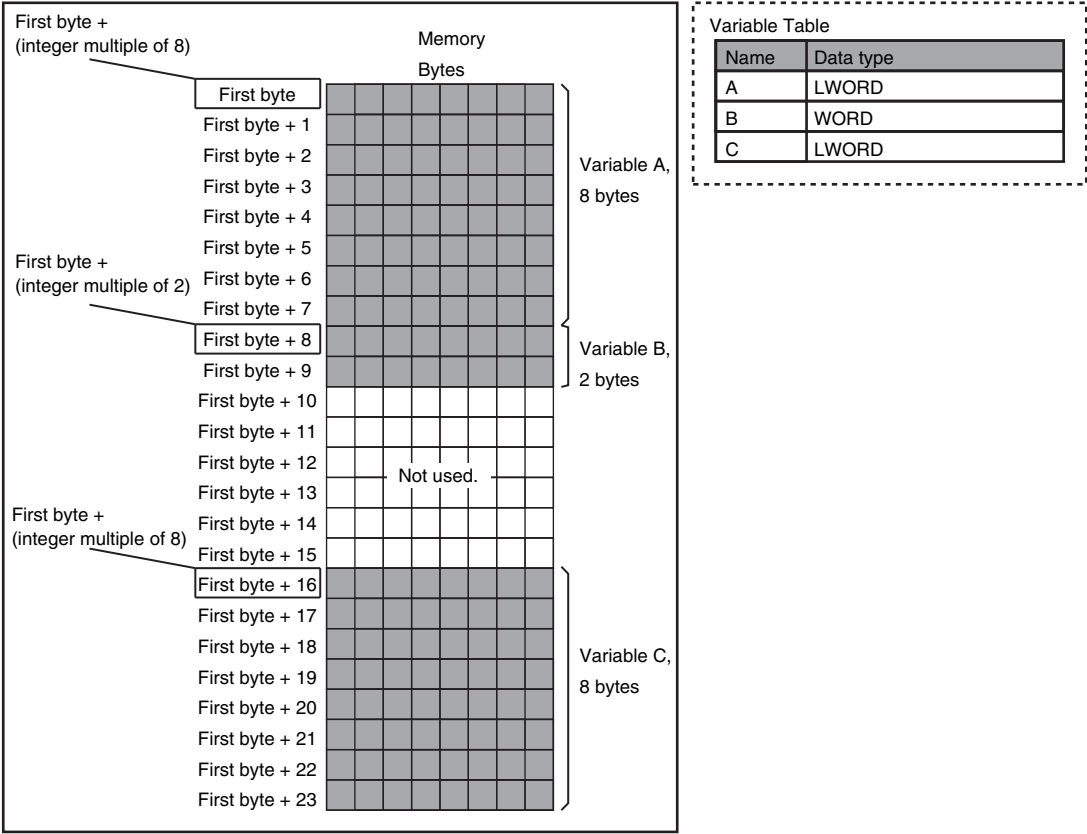 First byte +
(integer multiple of 8)
Memory
Bytes
First byte
First byte + 1
First byte + 2
First byte + 3
First byte + 4
First byte + 5
First byte + 6
First byte + 7
Variable A,
8 bytes
First byte +
(integer multiple of 2)
First byte + 8
First byte + 9
Variable B,
2 bytes
First byte + 10
First byte + 11
First byte + 12
First byte + 13
First byte + 14
First byte + 15
Not used.
First byte +
(integer multiple of 8)
First byte + 16
First byte + 17
First byte + 18
First byte + 19
First byte + 20
First byte + 21
First byte + 22
First byte + 23
Variable C,
8 bytes
Variable Table
Name Data type
A LWORD
B WORD
C LWORD